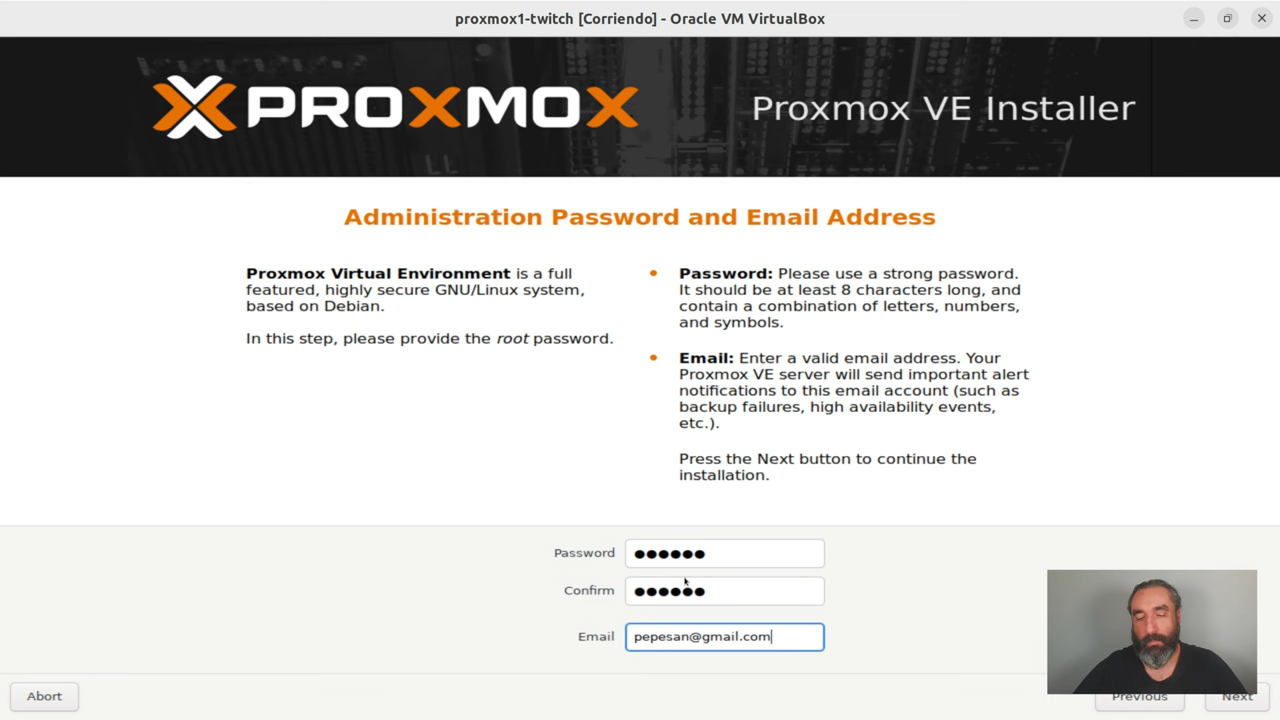 proxmox1-twitch [Corriendo] - Oracle VM VirtualBox
PROXMOX
Proxmox VE Installer
Administration Password and Email Address
Proxmox Virtual Environment is a full
featured, highly secure GNU/Linux system,
based on Debian.
In this step, please provide the root password.
• Password: Please use a strong password.
It should be at least 8 characters long, and
contain a combination of letters, numbers,
and symbols.
• Email: Enter a valid email address. Your
Proxmox VE server will send important alert
notifications to this email account (such as
backup failures, high availability events,
etc.).
Press the Next button to continue the
installation.
Password ●●●●●●
Confirm ●●●●●●
Email pepesan@gmail.com
Abort
Previous
Next